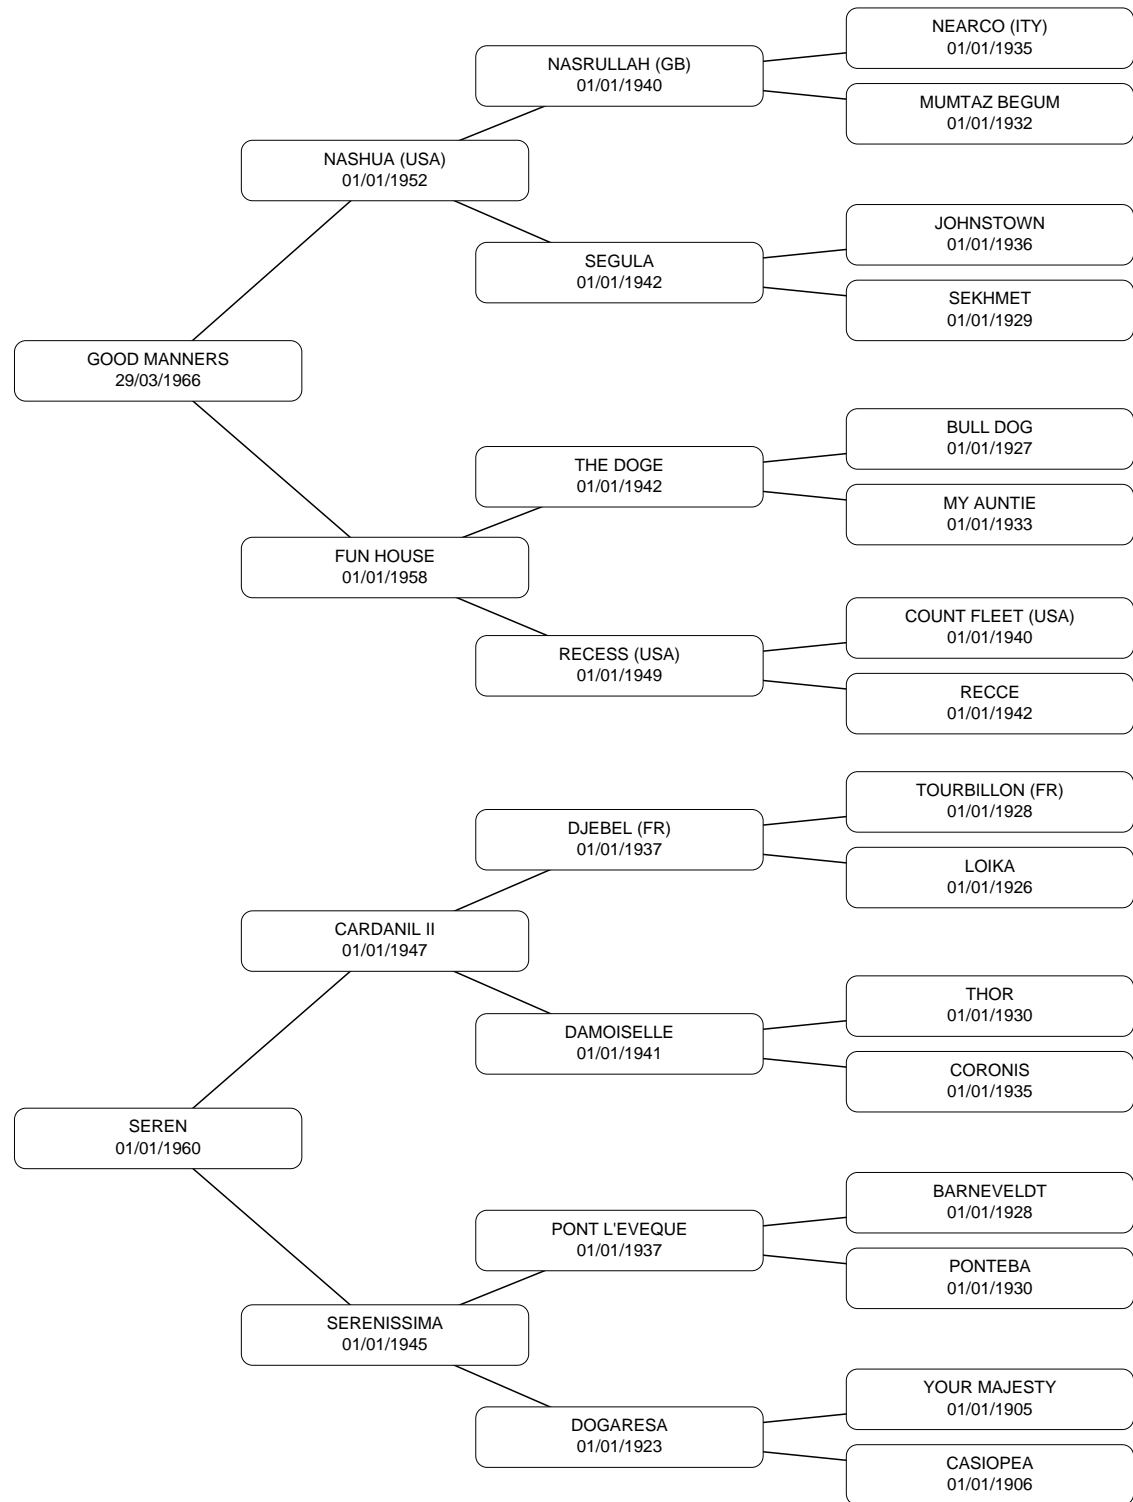 NEARCO (ITY)
01/01/1935
NASRULLAH (GB)
01/01/1940
MUMTAZ BEGUM
01/01/1932
NASHUA (USA)
01/01/1952
JOHNSTOWN
01/01/1936
SEGULA
01/01/1942
SEKHMET
01/01/1929
GOOD MANNERS
29/03/1966
BULL DOG
01/01/1927
THE DOGE
01/01/1942
MY AUNTIE
01/01/1933
FUN HOUSE
01/01/1958
COUNT FLEET (USA)
01/01/1940
RECESS (USA)
01/01/1949
RECCE
01/01/1942
TOURBILLON (FR)
01/01/1928
DJEBEL (FR)
01/01/1937
LOIKA
01/01/1926
CARDANIL II
01/01/1947
THOR
01/01/1930
DAMOISELLE
01/01/1941
CORONIS
01/01/1935
SEREN
01/01/1960
BARNEVELDT
01/01/1928
PONT L'EVEQUE
01/01/1937
PONTEBA
01/01/1930
SERENISSIMA
01/01/1945
YOUR MAJESTY
01/01/1905
DOGARESA
01/01/1923
CASIOPEA
01/01/1906